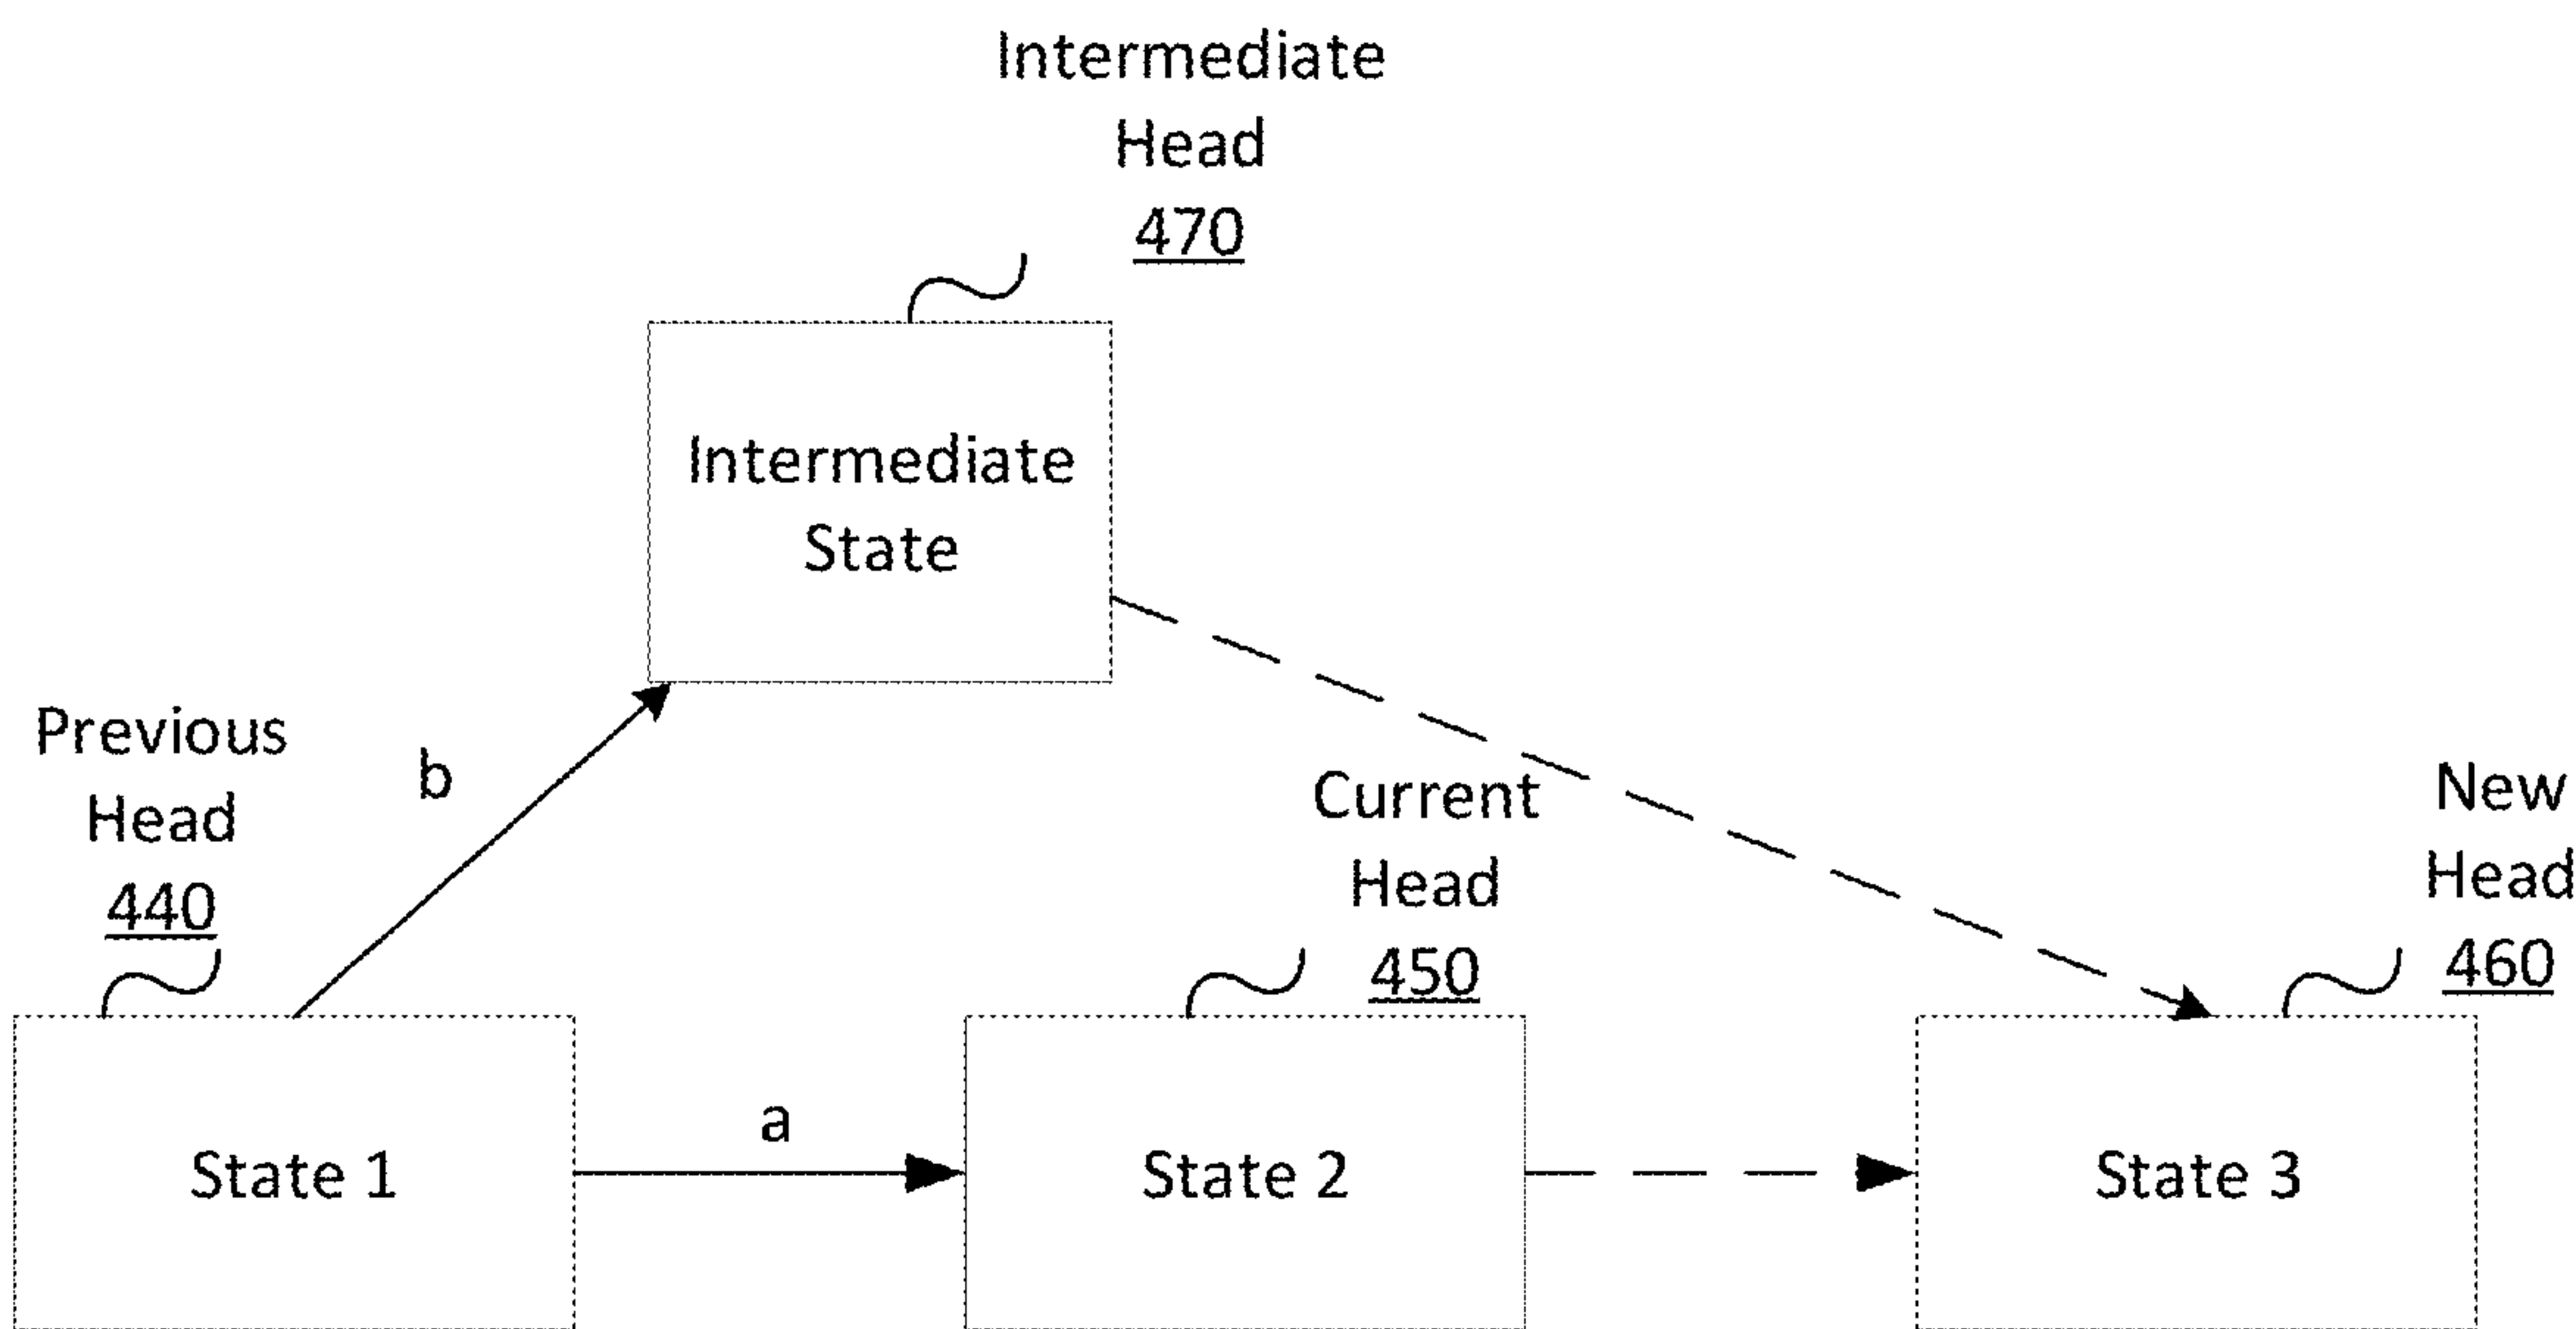 Intermediate
Head
470
Intermediate
State
Previous
Head
440
b
Current
Head
450
New
Head
460
State 1
a
State 2
State 3